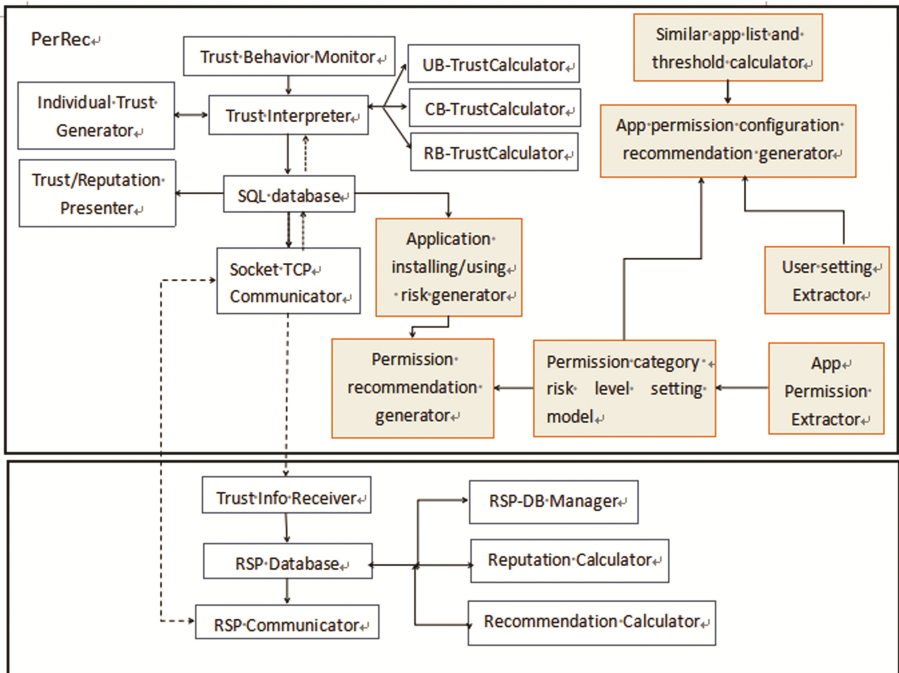 PerRec
Trust Behavior Monitor
Individual Trust
Generator
Trust Interpreter
UB-TrustCalculator
CB-TrustCalculator
RB-TrustCalculator
Similar app list and
threshold calculator
App permission configuration
recommendation generator
Trust/Reputation
Presenter
SQL database
Application
installing/using
risk generator
Socket TCP
Communicator
User setting
Extractor
Permission
recommendation
generator
Permission category
risk level setting
model
App
Permission
Extractor
Trust Info Receiver
RSP-DB Manager
RSP Database
Reputation Calculator
RSP Communicator
Recommendation Calculator